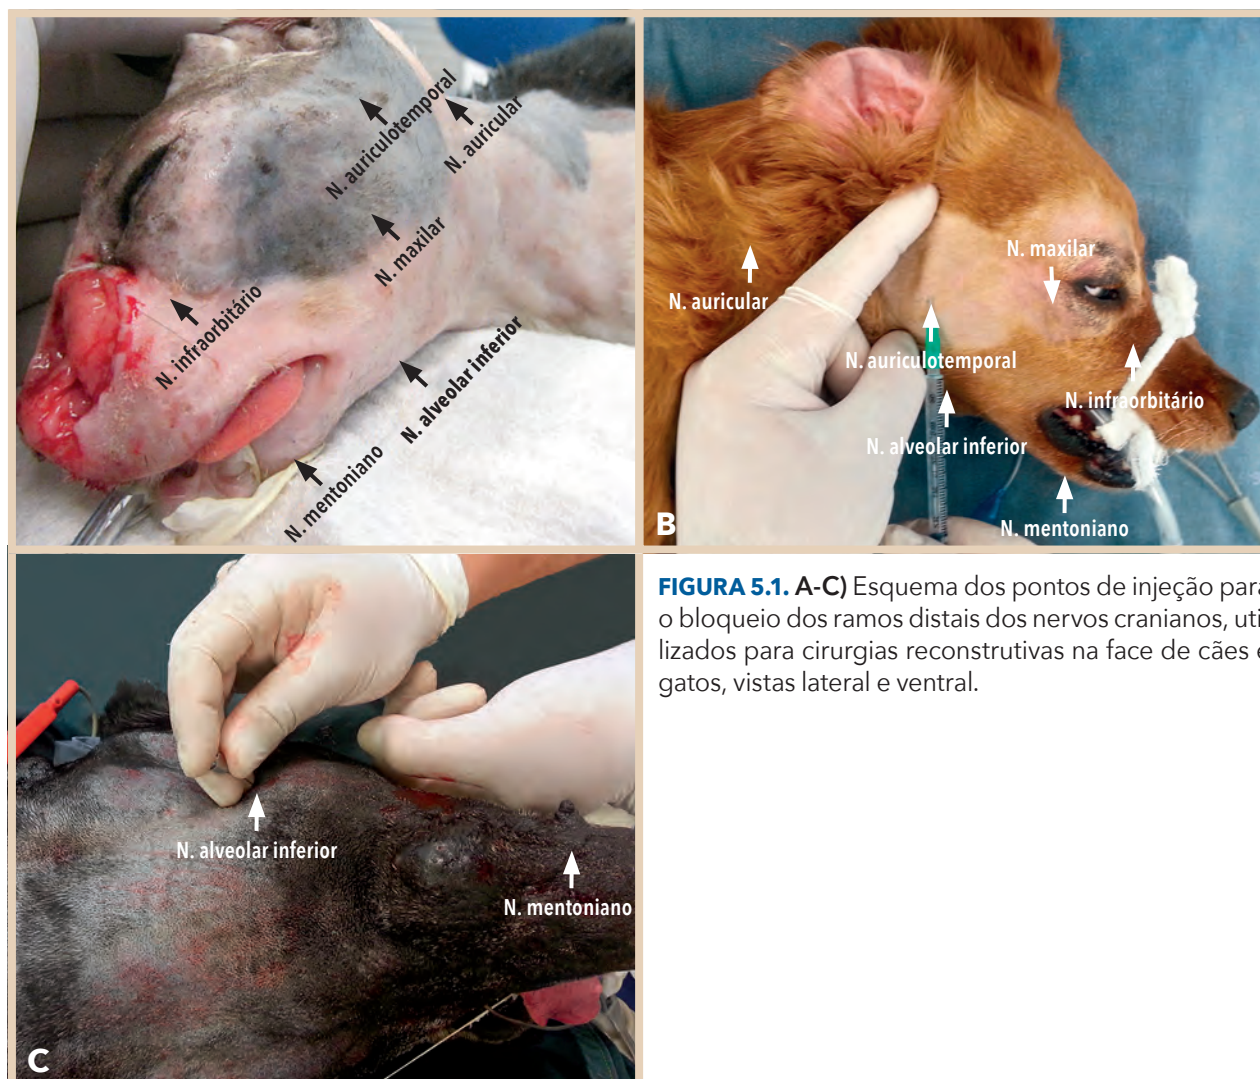 N. auriculotemporal
N. auricular
N. maxilar
N. infraorbitário
N. alveolar inferior
N. mentoniano
N. maxilar
N. auricular
N. auriculotemporal
N. infraorbitário
N. alveolar inferior
N. mentoniano
B
N. alveolar inferior
N. mentoniano
C
FIGURA 5.1. A-C) Esquema dos pontos de injeção para
o bloqueio dos ramos distais dos nervos cranianos, uti
lizados para cirurgias reconstrutivas na face de cães e
gatos, vistas lateral e ventral.